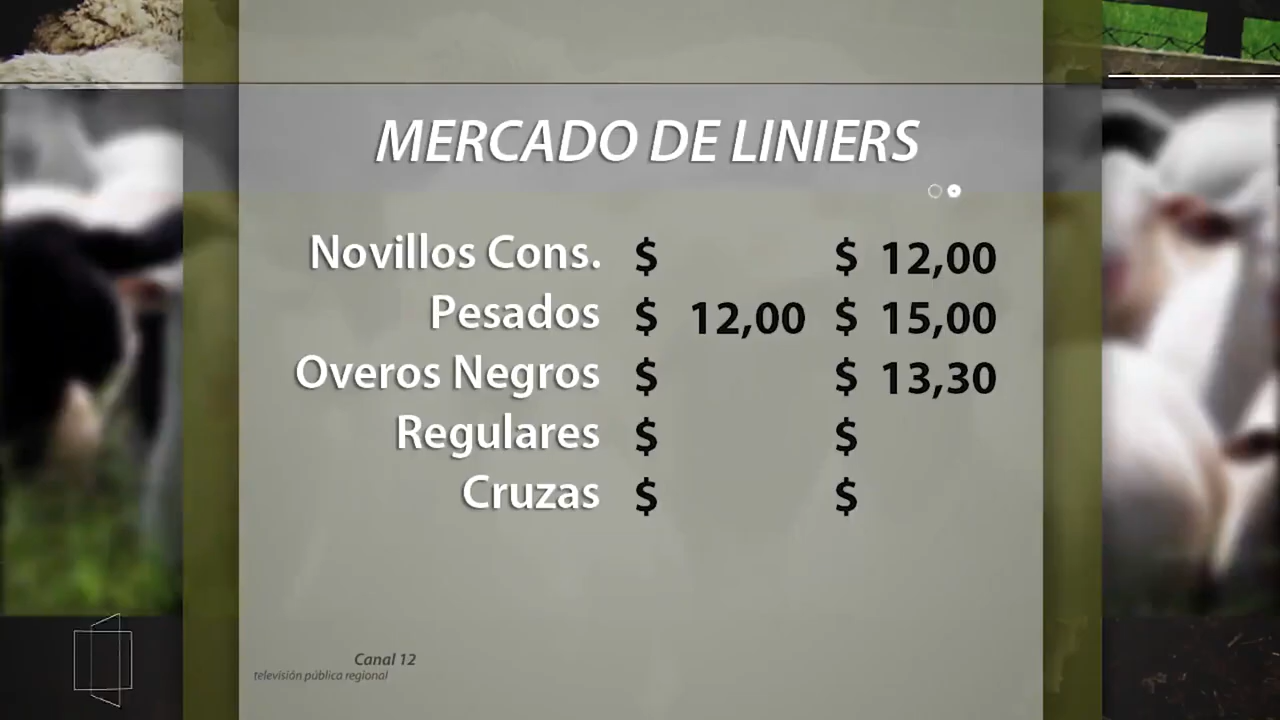 MERCADO DE LINIERS
Novillos Cons. $ $ 12,00
Pesados $ 12,00 $ 15,00
Overos Negros $ $ 13,30
Regulares $ $
Cruzas $ $
Canal 12
televisión pública regional